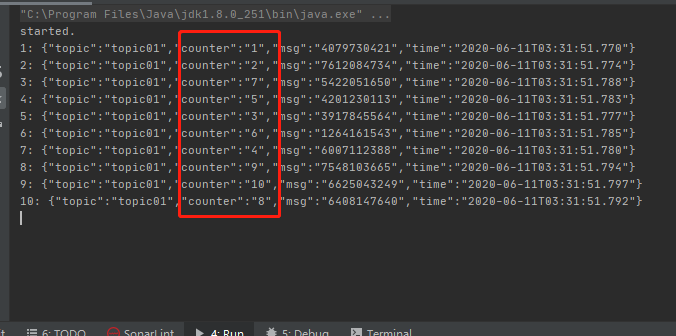 "C:\Program Files\Java\jdk1.8.0_251\bin\java.exe" ...
started.
1: {"topic":"topic01","counter":"1","msg":"4079730421","time":"2020-06-11T03:31:51.770"}
2: {"topic":"topic01","counter":"2","msg":"7612084734","time":"2020-06-11T03:31:51.774"}
3: {"topic":"topic01","counter":"7","msg":"5422051650","time":"2020-06-11T03:31:51.788"}
4: {"topic":"topic01","counter":"5","msg":"4201230113","time":"2020-06-11T03:31:51.783"}
5: {"topic":"topic01","counter":"3","msg":"3917845564","time":"2020-06-11T03:31:51.777"}
6: {"topic":"topic01","counter":"6","msg":"1264161543","time":"2020-06-11T03:31:51.785"}
7: {"topic":"topic01","counter":"4","msg":"6007112388","time":"2020-06-11T03:31:51.780"}
8: {"topic":"topic01","counter":"9","msg":"7548103665","time":"2020-06-11T03:31:51.794"}
9: {"topic":"topic01","counter":"10","msg":"6625043249","time":"2020-06-11T03:31:51.797"}
10: {"topic":"topic01","counter":"8","msg":"6408147640","time":"2020-06-11T03:31:51.792"}
6: TODO SonarLint 4: Run 5: Debug Terminal